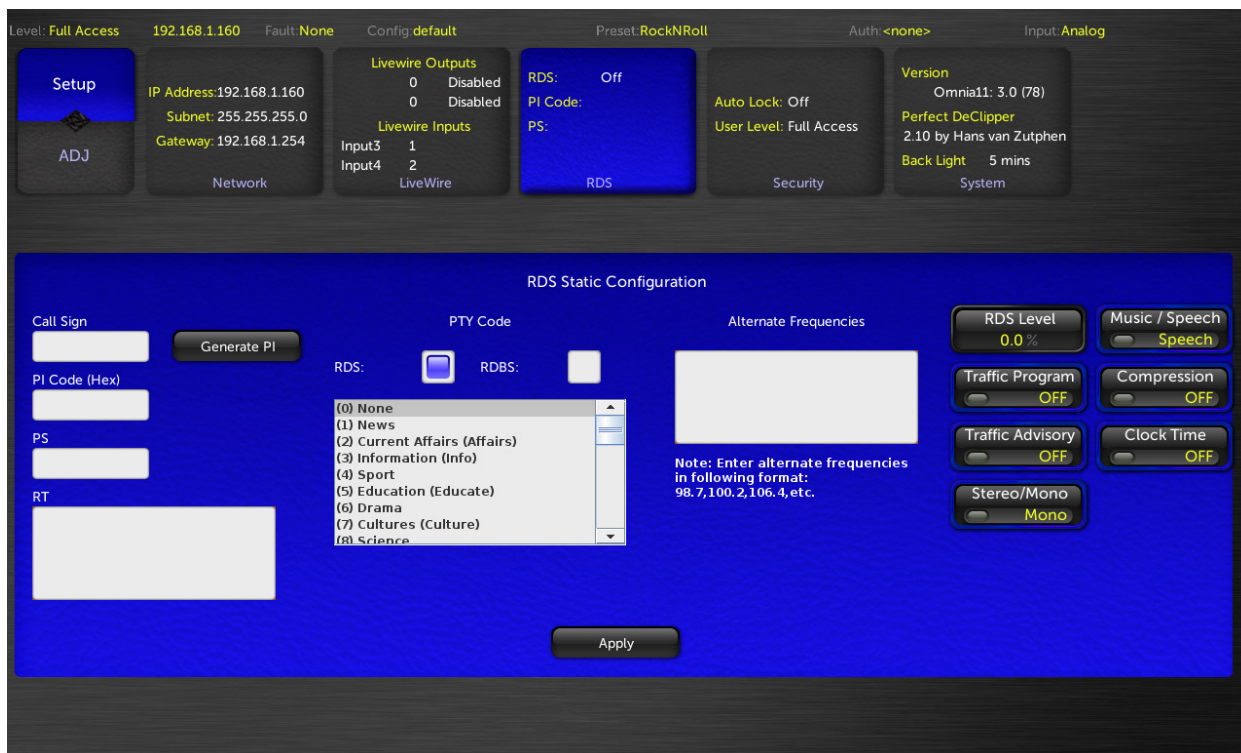 Level: Full Access 192.168.1.160 Fault:None Config:default Preset:RockNRoll Auth:<none> Input:Analog
Setup
ADJ
IP Address:192.168.1.160
Subnet: 255.255.255.0
Gateway: 192.168.1.254
Network
Livewire Outputs
0 Disabled
0 Disabled
Livewire Inputs
Input3 1
Input4 2
LiveWire
RDS: Off
PI Code:
PS:
RDS
Auto Lock: Off
User Level: Full Access
Security
Version
Omnia11: 3.0 (78)
Perfect DeClipper
2.10 by Hans van Zutphen
Back Light 5 mins
System
RDS Static Configuration
Call Sign
Generate PI
PI Code (Hex)
PS
RT
PTY Code
RDS: RDBS:
(0) None
(1) News
(2) Current Affairs (Affairs)
(3) Information (Info)
(4) Sport
(5) Education (Educate)
(6) Drama
(7) Cultures (Culture)
(8) Science
Alternate Frequencies
Note: Enter alternate frequencies
in following format:
98.7,100.2,106.4,etc.
RDS Level
0.0 %
Music / Speech
Speech
Traffic Program
OFF
Compression
OFF
Traffic Advisory
OFF
Clock Time
OFF
Stereo/Mono
Mono
Apply